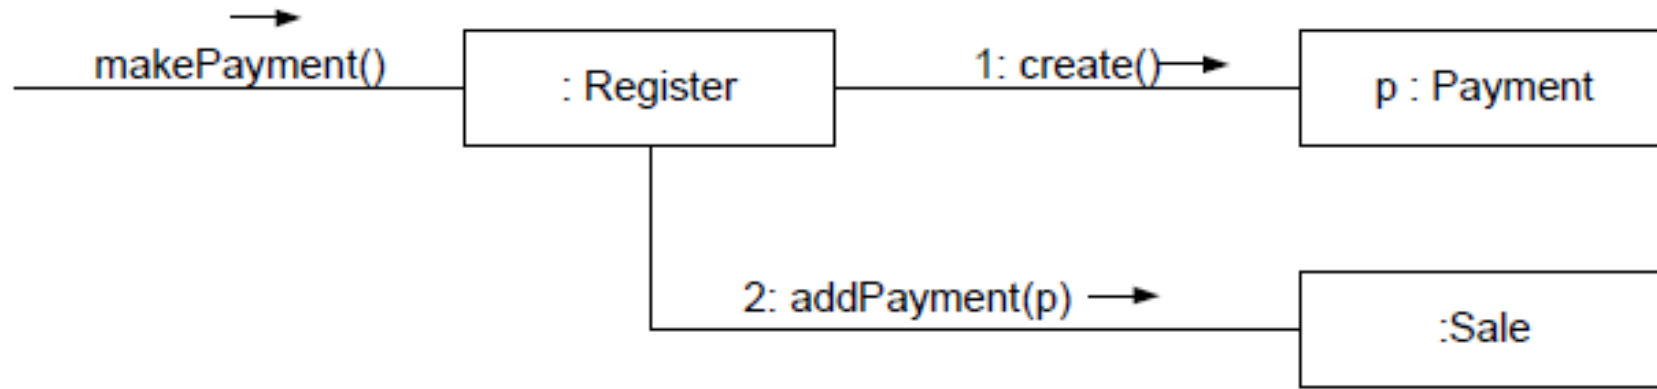 makePayment()
: Register
1: create()
p : Payment
2: addPayment(p)
:Sale